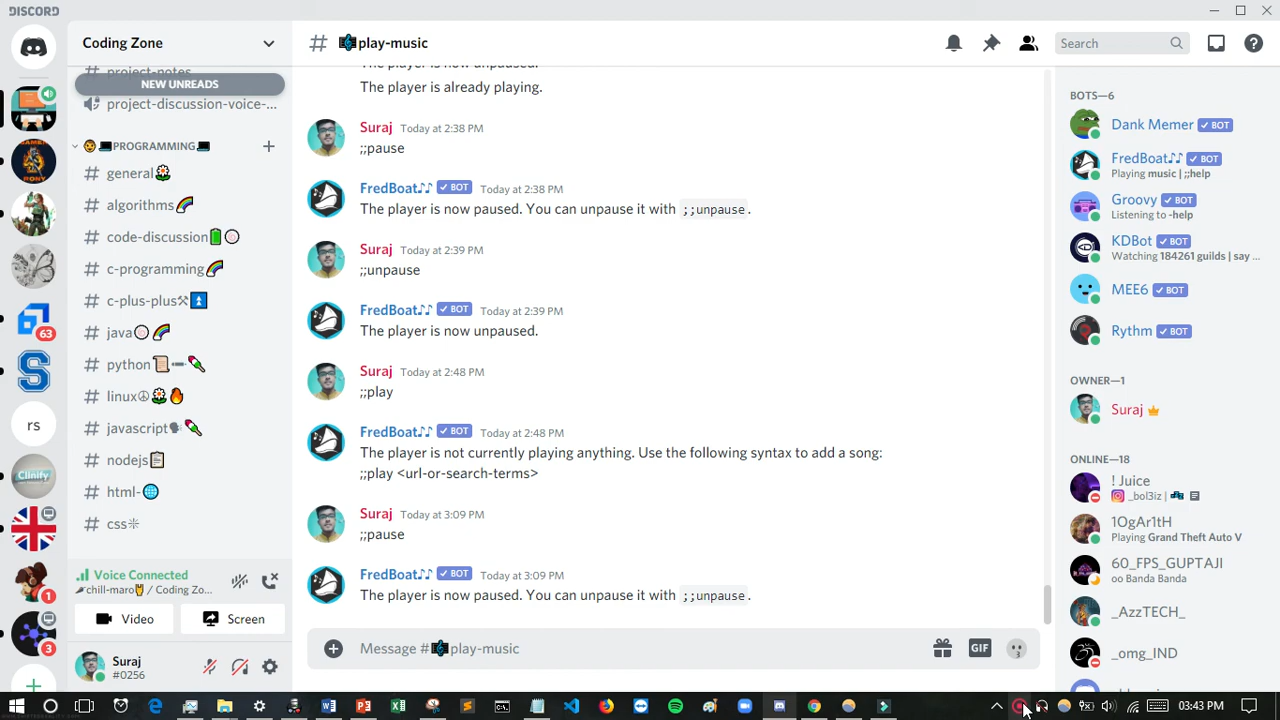 DISCORD
Coding Zone
project-notes
NEW UNREADS
project-discussion-voice-...
PROGRAMMING
general
algorithms
code-discussion
c-programming
c-plus-plus
java
python
linux
javascript
nodejs
html-
css
Voice Connected
chill-maro / Coding Zo...
Video
Screen
Suraj
#0256
rs
Clinify
63
1
3
# play-music
Search
The player is now unpaused.
The player is already playing.
Suraj Today at 2:38 PM
;;pause
FredBoat♪♪ ✓ BOT Today at 2:38 PM
The player is now paused. You can unpause it with ;;unpause.
Suraj Today at 2:39 PM
;;unpause
FredBoat♪♪ ✓ BOT Today at 2:39 PM
The player is now unpaused.
Suraj Today at 2:48 PM
;;play
FredBoat♪♪ ✓ BOT Today at 2:48 PM
The player is not currently playing anything. Use the following syntax to add a song:
;;play <url-or-search-terms>
Suraj Today at 3:09 PM
;;pause
FredBoat♪♪ ✓ BOT Today at 3:09 PM
The player is now paused. You can unpause it with ;;unpause.
Message #play-music
GIF
BOTS—6
Dank Memer ✓ BOT
FredBoat♪♪ ✓ BOT
Playing music | ;;help
Groovy ✓ BOT
Listening to -help
KDBot ✓ BOT
Watching 184261 guilds | say ...
MEE6 ✓ BOT
Rythm ✓ BOT
OWNER—1
Suraj
ONLINE—18
! Juice
_bol3iz |
1OgAr1tH
Playing Grand Theft Auto V
60_FPS_GUPTAJI
oo Banda Banda
_AzzTECH_
_omg_IND
03:43 PM